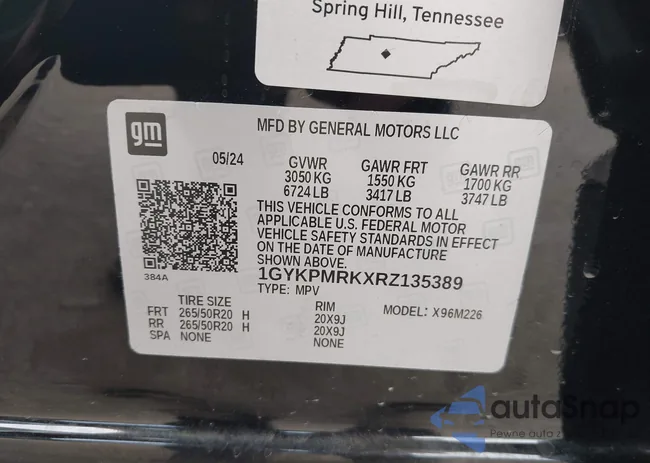 Spring Hill, Tennessee
gm
MFD BY GENERAL MOTORS LLC
05/24 GVWR GAWR FRT GAWR RR
3050 KG 1550 KG 1700 KG
6724 LB 3417 LB 3747 LB
THIS VEHICLE CONFORMS TO ALL
APPLICABLE U.S. FEDERAL MOTOR
VEHICLE SAFETY STANDARDS IN EFFECT
ON THE DATE OF MANUFACTURE
SHOWN ABOVE.
384A
1GYKPMRKXRZ135389
TYPE: MPV
TIRE SIZE RIM MODEL: X96M226
FRT 265/50R20 H 20X9J
RR 265/50R20 H 20X9J
SPA NONE NONE
autoSnap
Pewne auto z